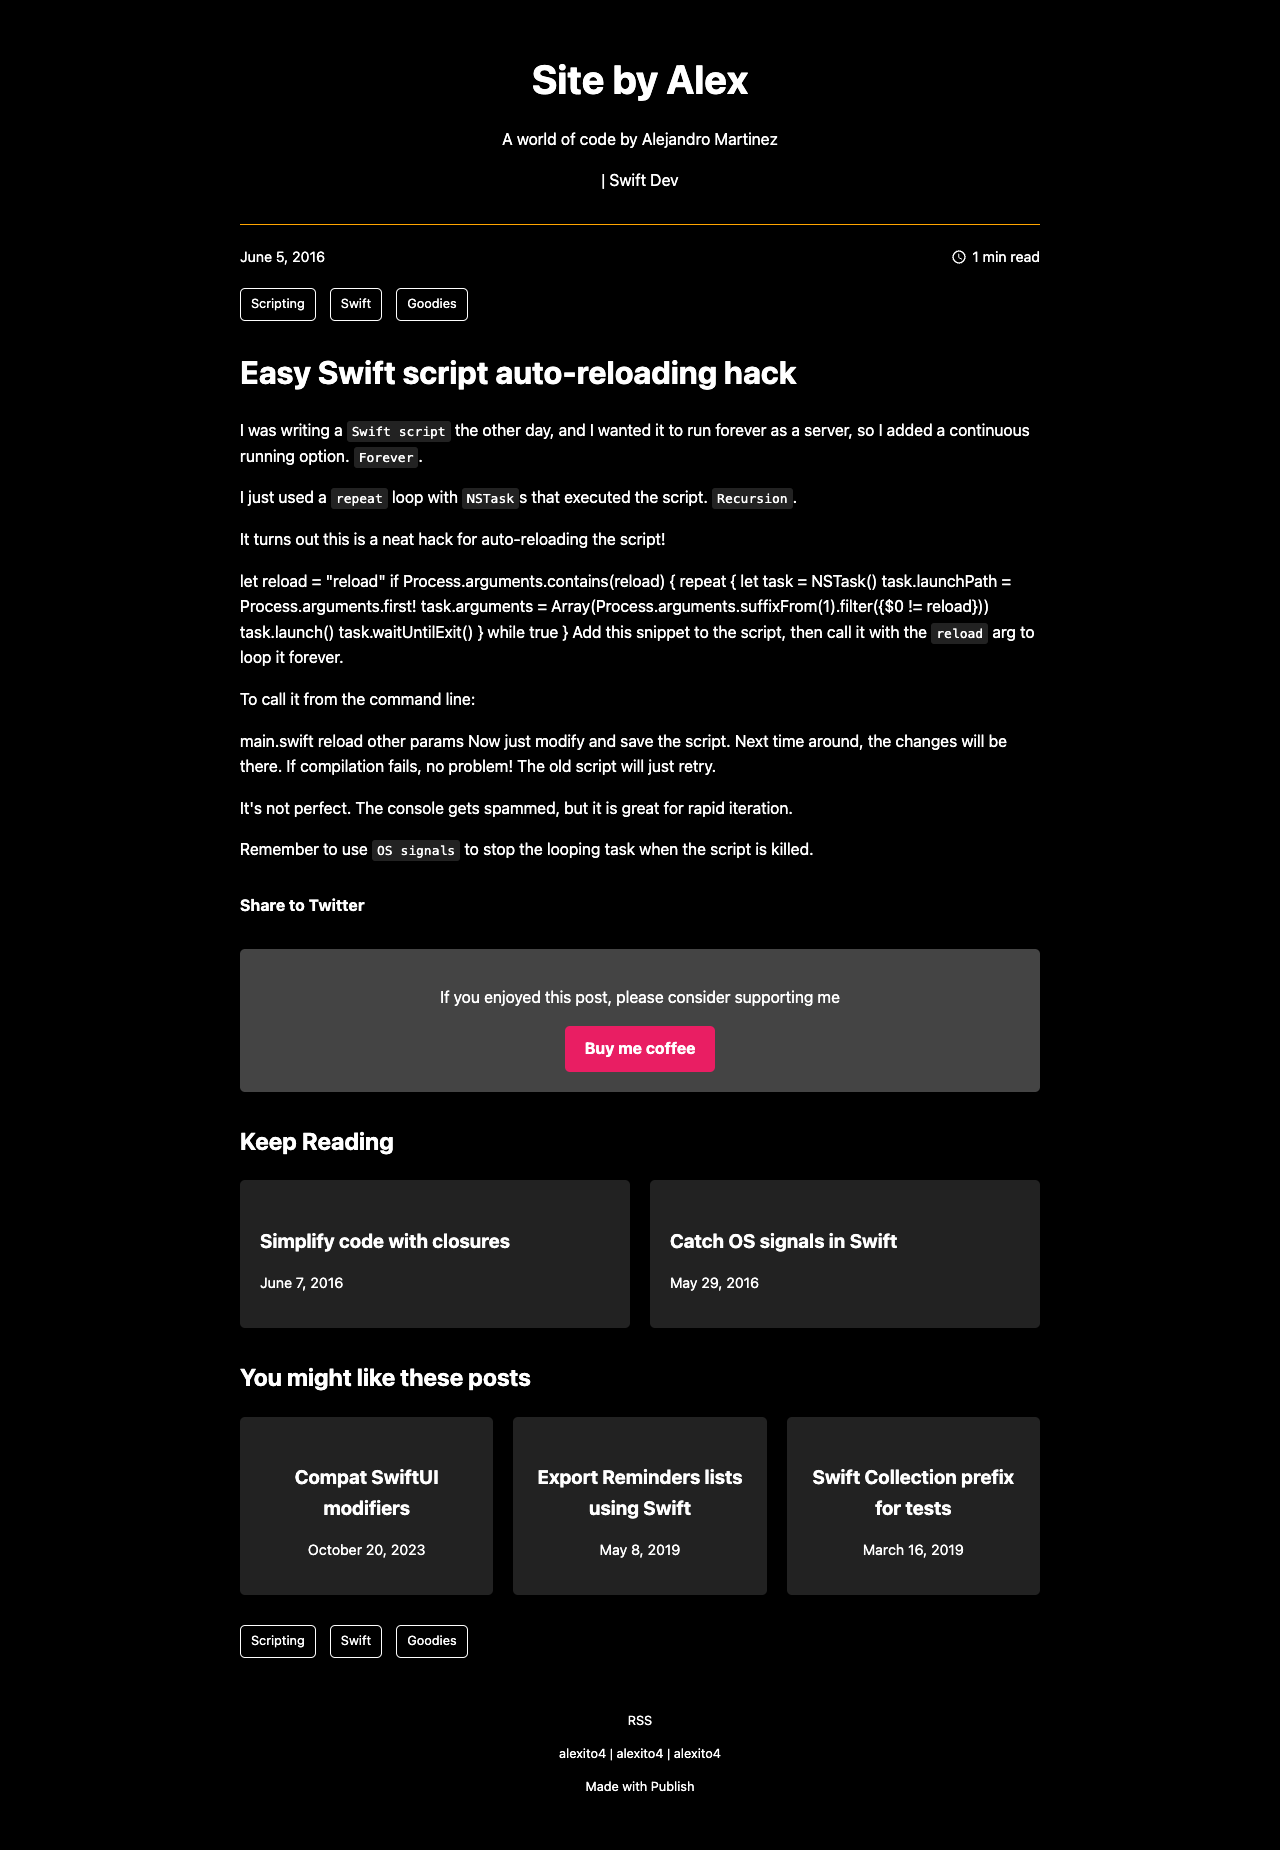 Site by Alex
A world of code by Alejandro Martinez
| Swift Dev
June 5, 2016
1 min read
Scripting Swift Goodies
Easy Swift script auto-reloading hack
I was writing a Swift script the other day, and I wanted it to run forever as a server, so I added a continuous
running option. Forever.
I just used a repeat loop with NSTasks that executed the script. Recursion.
It turns out this is a neat hack for auto-reloading the script!
let reload = "reload" if Process.arguments.contains(reload) { repeat { let task = NSTask() task.launchPath =
Process.arguments.first! task.arguments = Array(Process.arguments.suffixFrom(1).filter({$0 != reload}))
task.launch() task.waitUntilExit() } while true } Add this snippet to the script, then call it with the reload arg to
loop it forever.
To call it from the command line:
main.swift reload other params Now just modify and save the script. Next time around, the changes will be
there. If compilation fails, no problem! The old script will just retry.
It's not perfect. The console gets spammed, but it is great for rapid iteration.
Remember to use OS signals to stop the looping task when the script is killed.
Share to Twitter
If you enjoyed this post, please consider supporting me
Buy me coffee
Keep Reading
Simplify code with closures
June 7, 2016
Catch OS signals in Swift
May 29, 2016
You might like these posts
Compat SwiftUI
modifiers
October 20, 2023
Export Reminders lists
using Swift
May 8, 2019
Swift Collection prefix
for tests
March 16, 2019
Scripting Swift Goodies
RSS
alexito4 | alexito4 | alexito4
Made with Publish